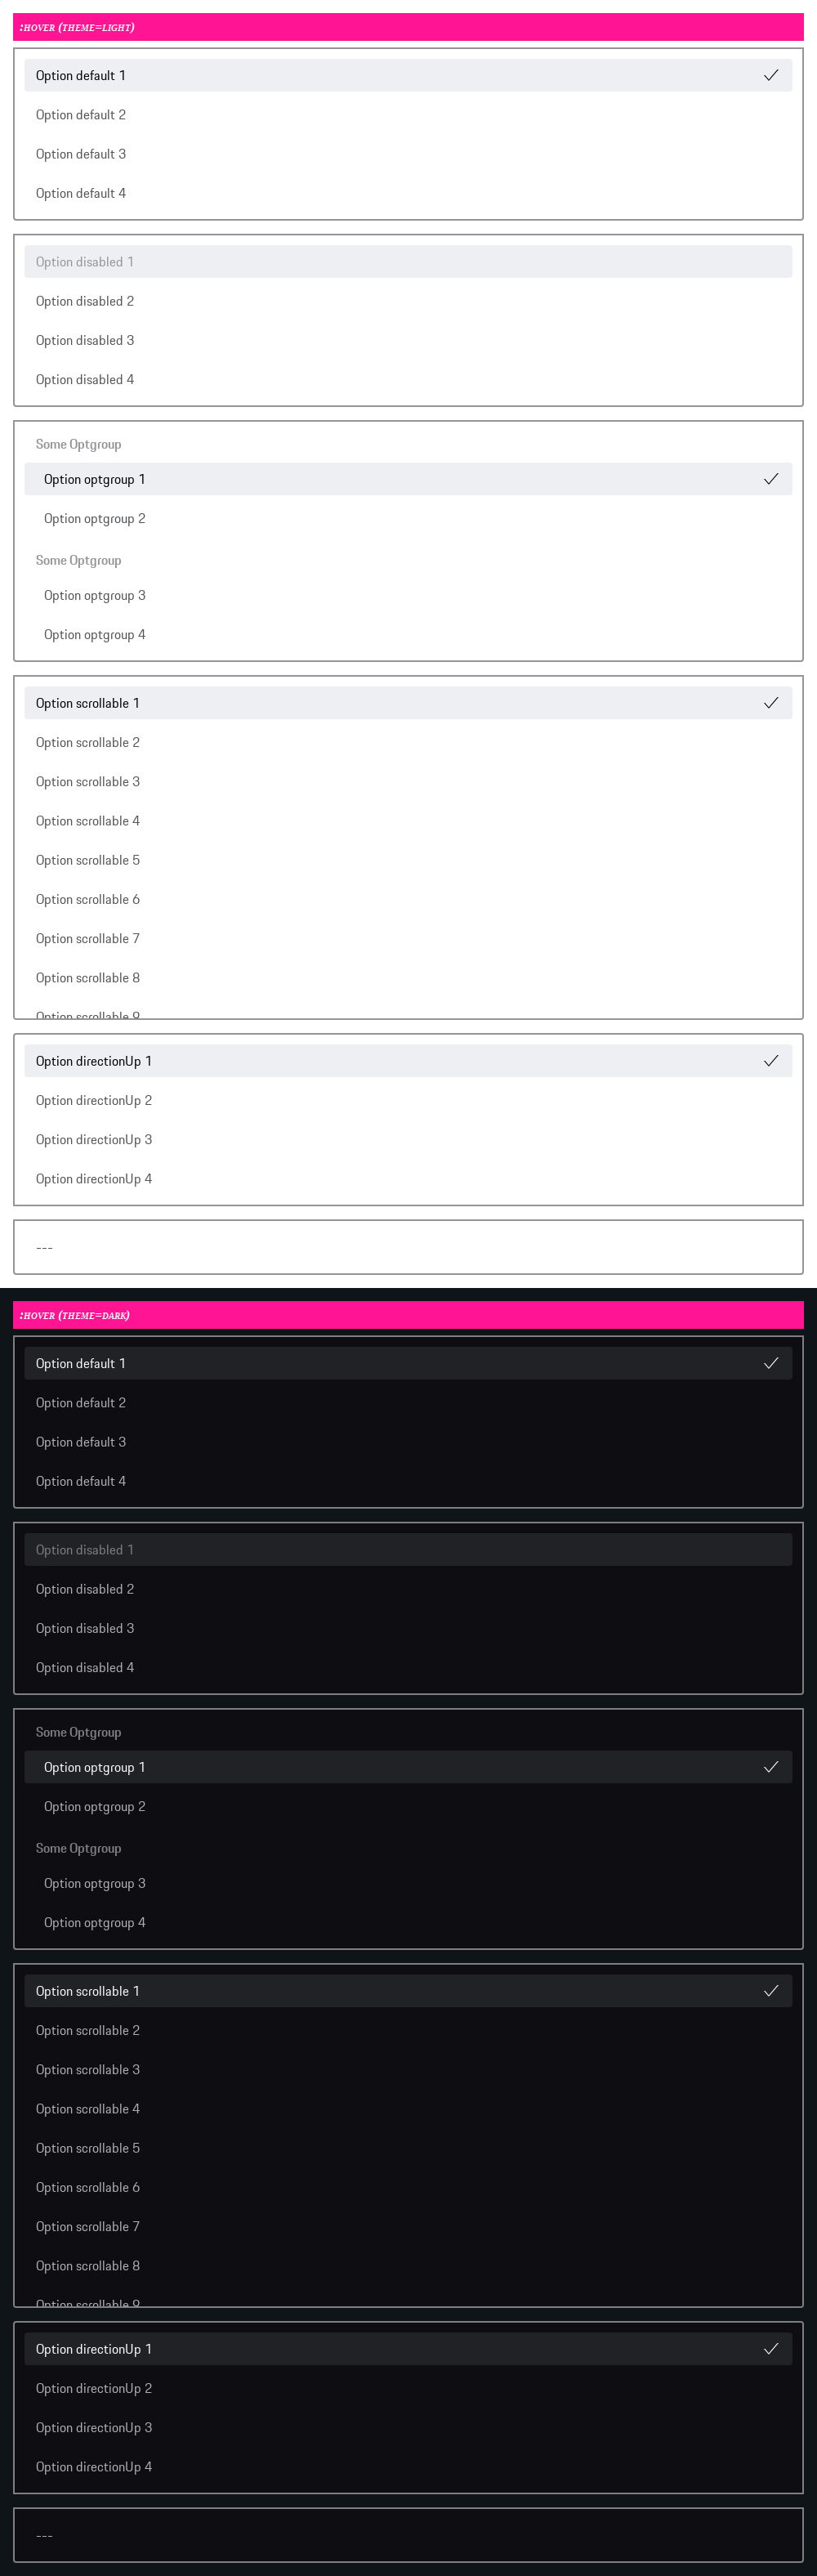 :hover (theme=light)
Option default 1
Option default 2
Option default 3
Option default 4
Option disabled 1
Option disabled 2
Option disabled 3
Option disabled 4
Some Optgroup
Option optgroup 1
Option optgroup 2
Some Optgroup
Option optgroup 3
Option optgroup 4
Option scrollable 1
Option scrollable 2
Option scrollable 3
Option scrollable 4
Option scrollable 5
Option scrollable 6
Option scrollable 7
Option scrollable 8
Option scrollable 9
Option directionUp 1
Option directionUp 2
Option directionUp 3
Option directionUp 4
---
:hover (theme=dark)
Option default 1
Option default 2
Option default 3
Option default 4
Option disabled 1
Option disabled 2
Option disabled 3
Option disabled 4
Some Optgroup
Option optgroup 1
Option optgroup 2
Some Optgroup
Option optgroup 3
Option optgroup 4
Option scrollable 1
Option scrollable 2
Option scrollable 3
Option scrollable 4
Option scrollable 5
Option scrollable 6
Option scrollable 7
Option scrollable 8
Option scrollable 9
Option directionUp 1
Option directionUp 2
Option directionUp 3
Option directionUp 4
---